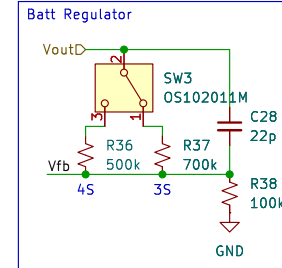 Batt Regulator
Vout
2
SW3
OS102011M
3
1
C28
22p
R36
500k
R37
700k
Vfb
4S
3S
R38
100k
GND